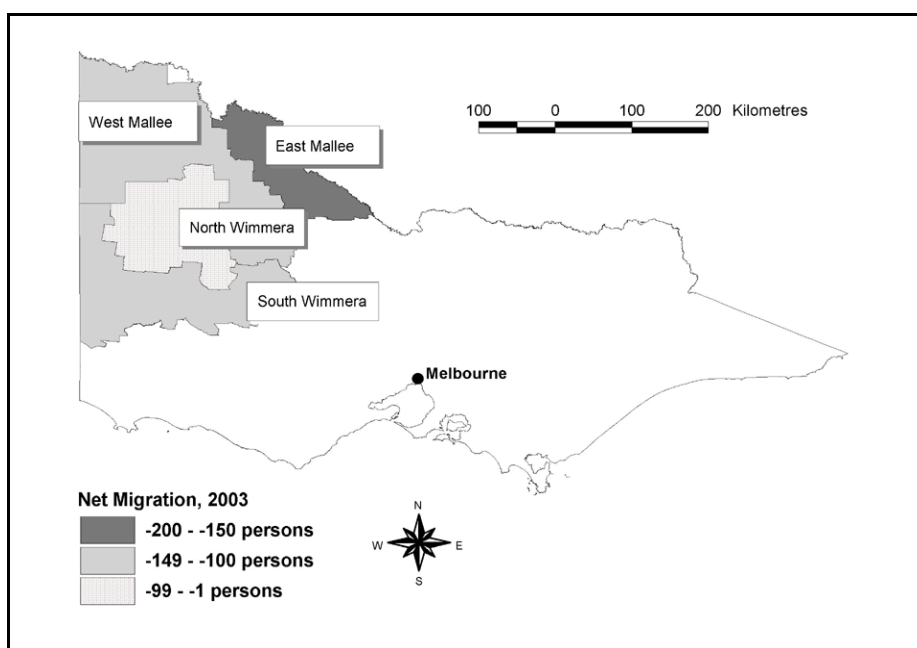 100 0 100 200 Kilometres
West Mallee
East Mallee
North Wimmera
South Wimmera
Melbourne
Net Migration, 2003
-200 - -150 persons
-149 - -100 persons
-99 - -1 persons
N
W E
S